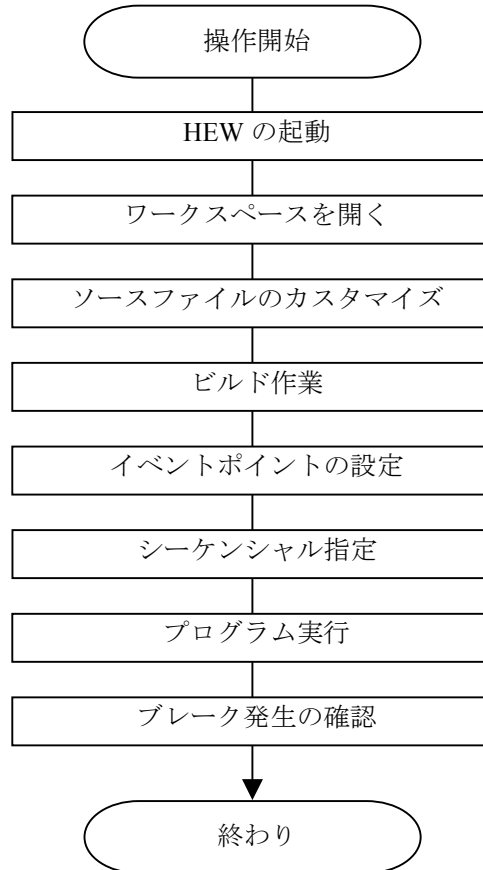 操作開始
HEW の起動
ワークスペースを開く
ソースファイルのカスタマイズ
ビルド作業
イベントポイントの設定
シーケンシャル指定
プログラム実行
ブレーク発生の確認
終わり